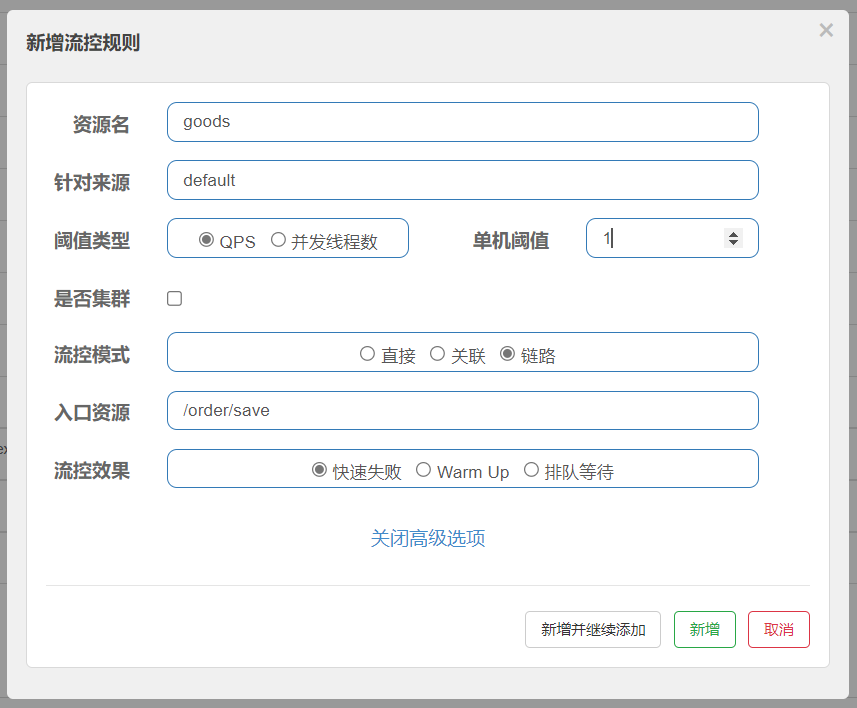 新增流控规则 ×
资源名 goods
针对来源 default
阈值类型 QPS 并发线程数 单机阈值 1
是否集群
流控模式 直接 关联 链路
入口资源 /order/save
流控效果 快速失败 Warm Up 排队等待
关闭高级选项
新增并继续添加 新增 取消